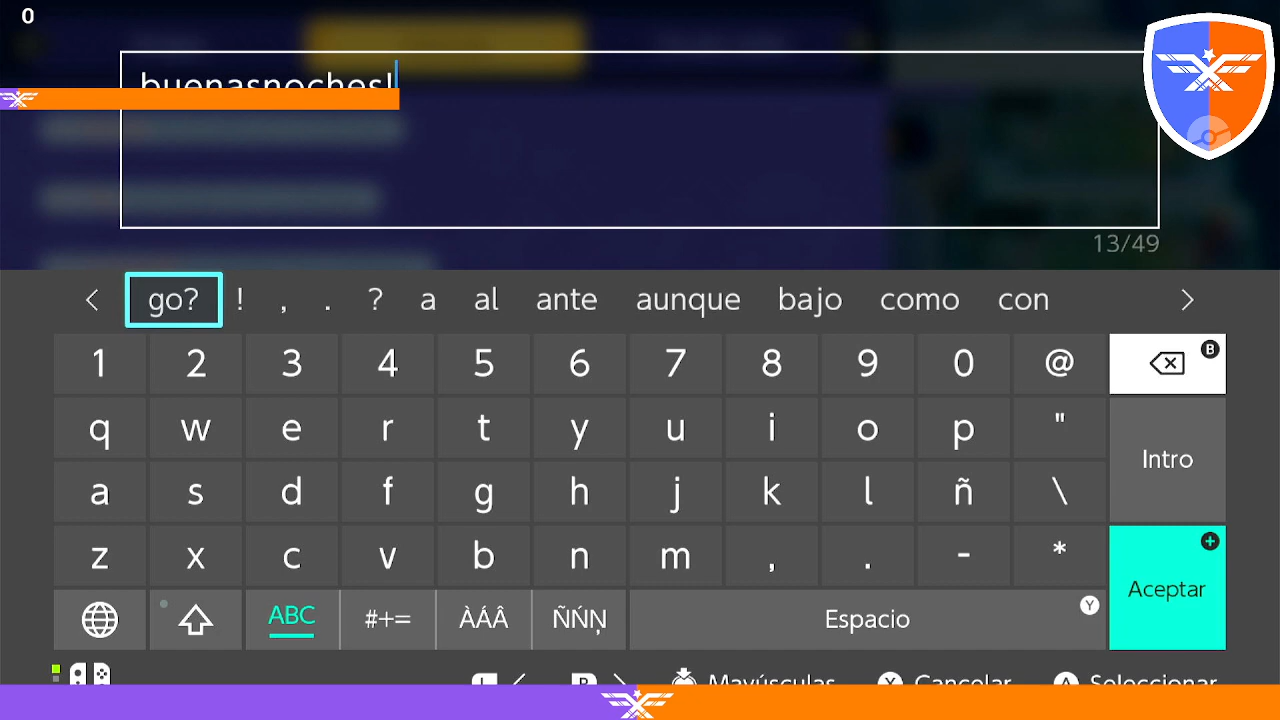 0
buenasnoches!
13/49
go? ! , . ? a al ante aunque bajo como con
1 2 3 4 5 6 7 8 9 0 @ B
q w e r t y u i o p "
Intro
a s d f g h j k l ñ \
z x c v b n m , . - * +
Aceptar
ABC #+= ÀÁÂ ÑŃŅ Espacio Y
L R Mayúsculas Y Cancelar A Seleccionar